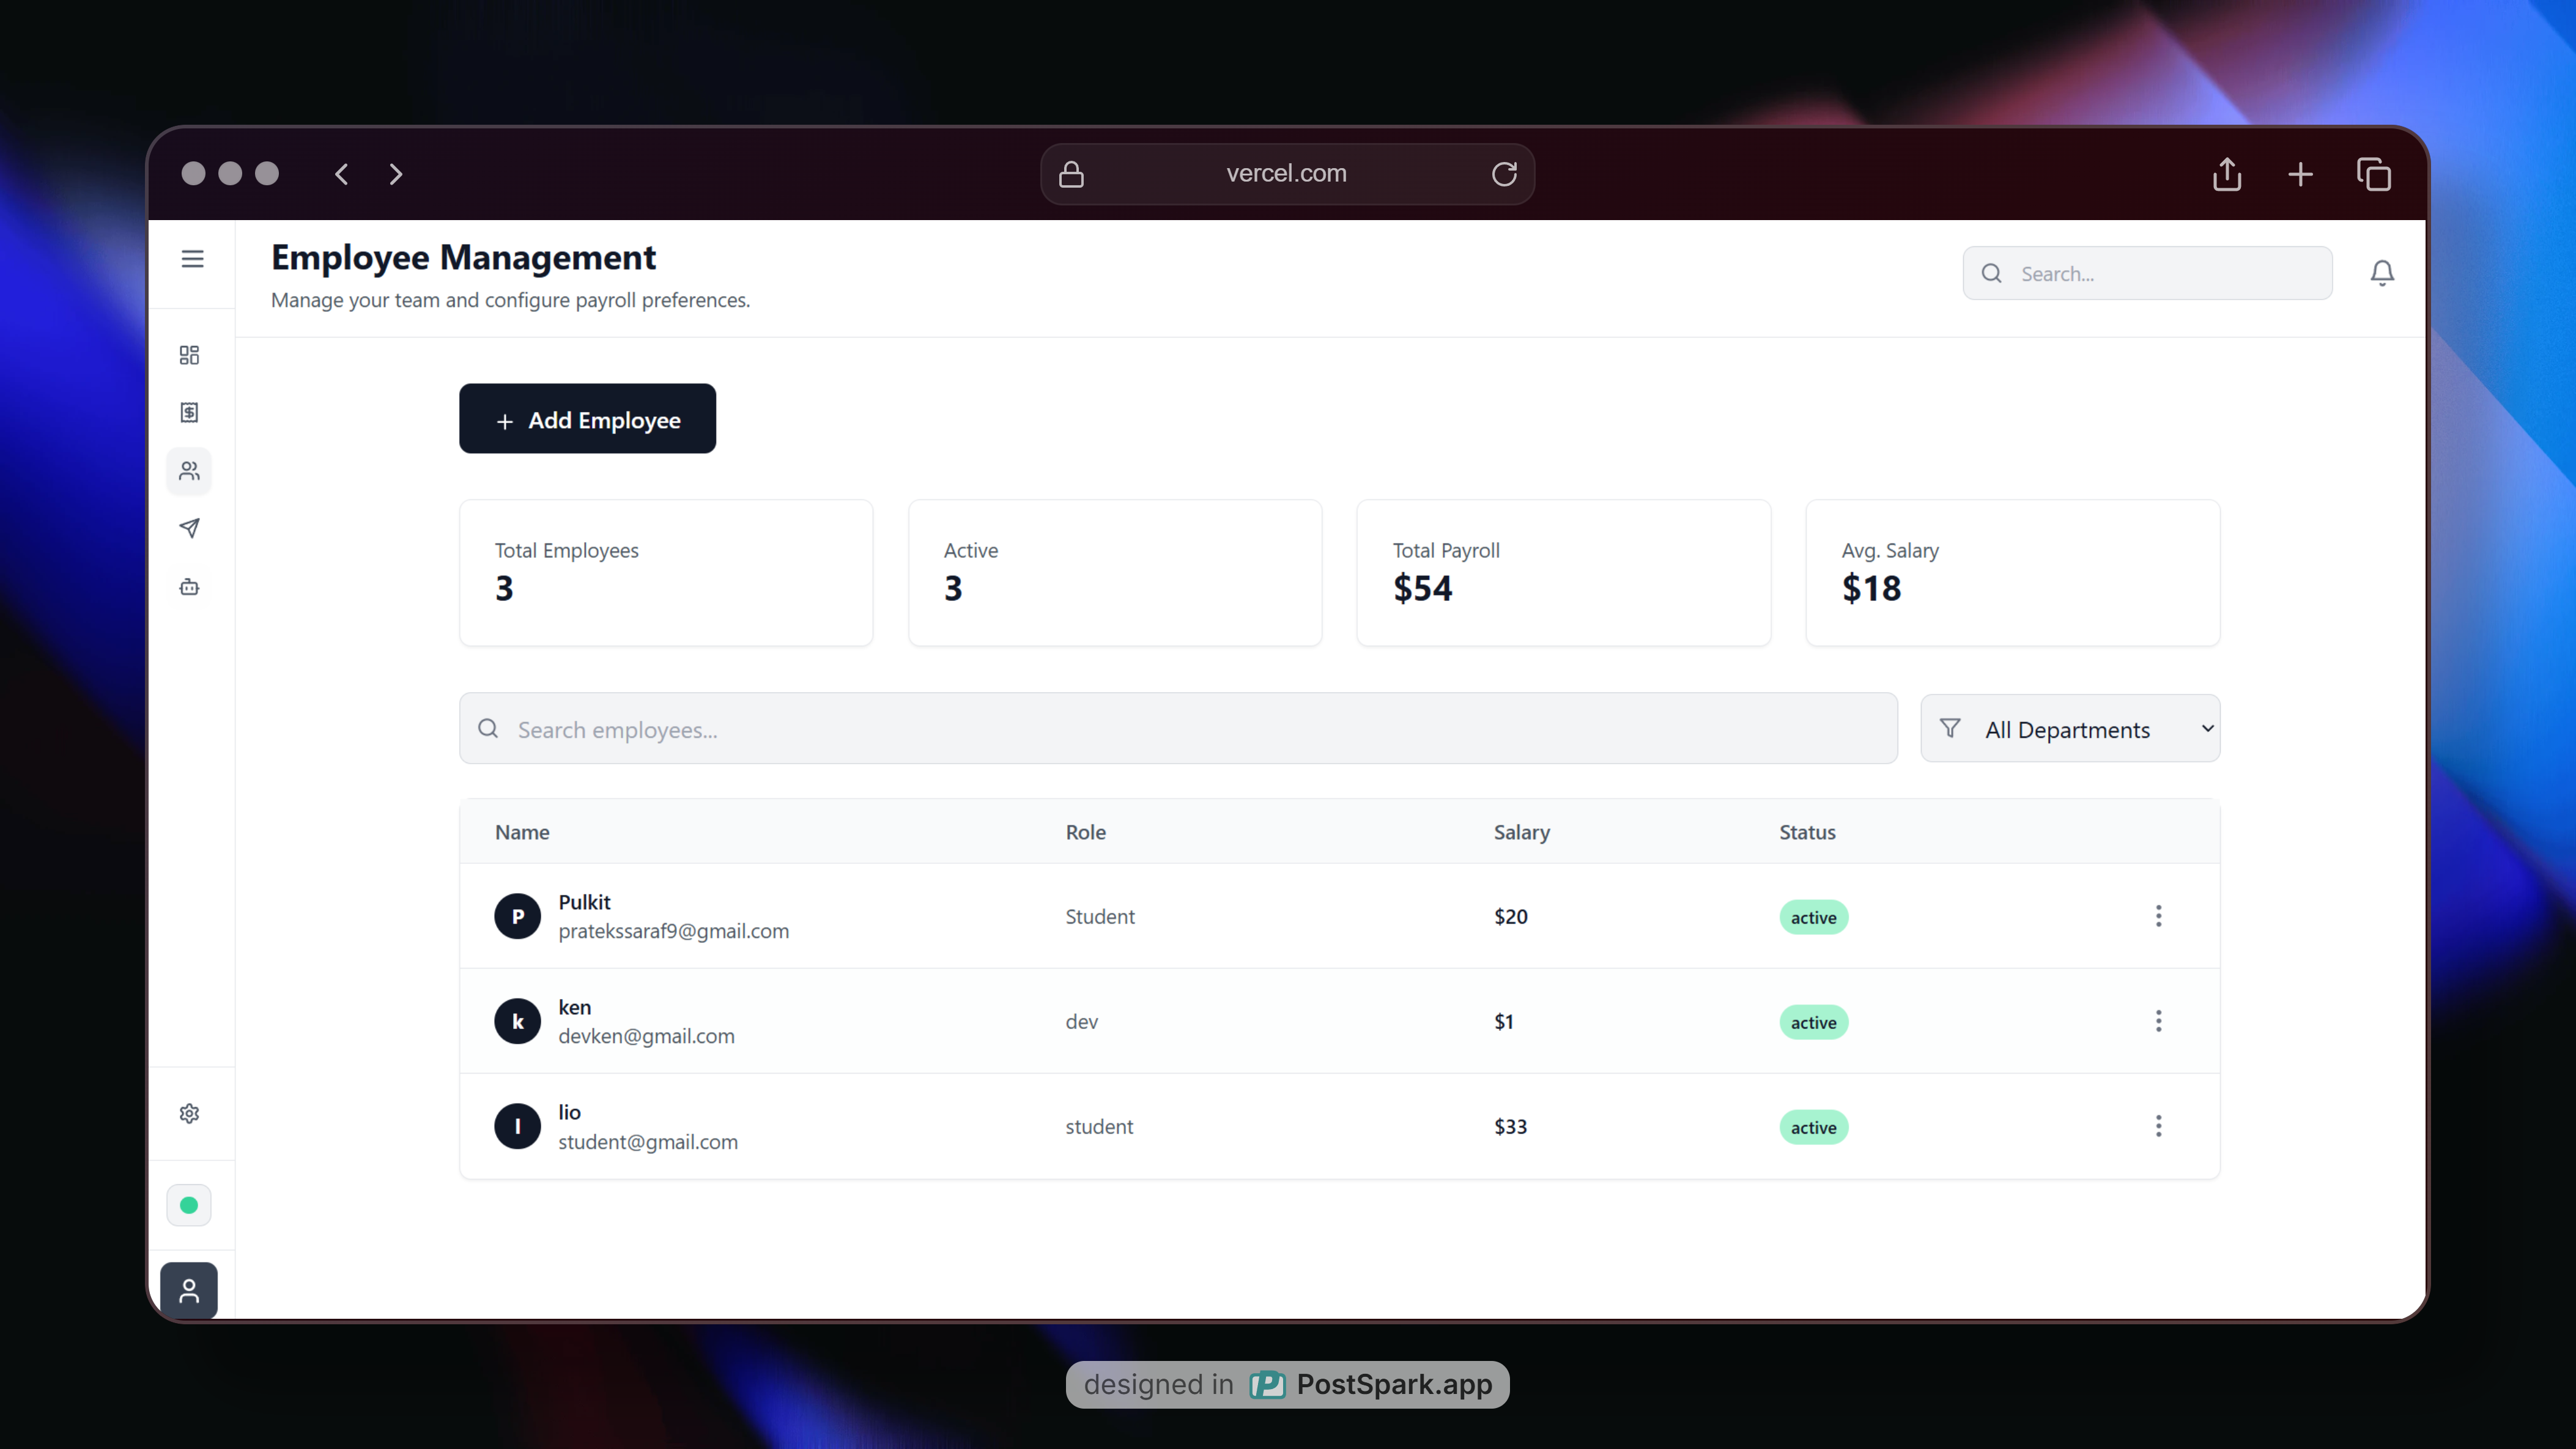 vercel.com
Employee Management
Manage your team and configure payroll preferences.
Search...
+ Add Employee
Total Employees
3
Active
3
Total Payroll
$54
Avg. Salary
$18
Search employees...
All Departments
Name Role Salary Status
P
Pulkit
pratekssaraf9@gmail.com
Student $20 active
k
ken
devken@gmail.com
dev $1 active
l
lio
student@gmail.com
student $33 active
designed in PostSpark.app